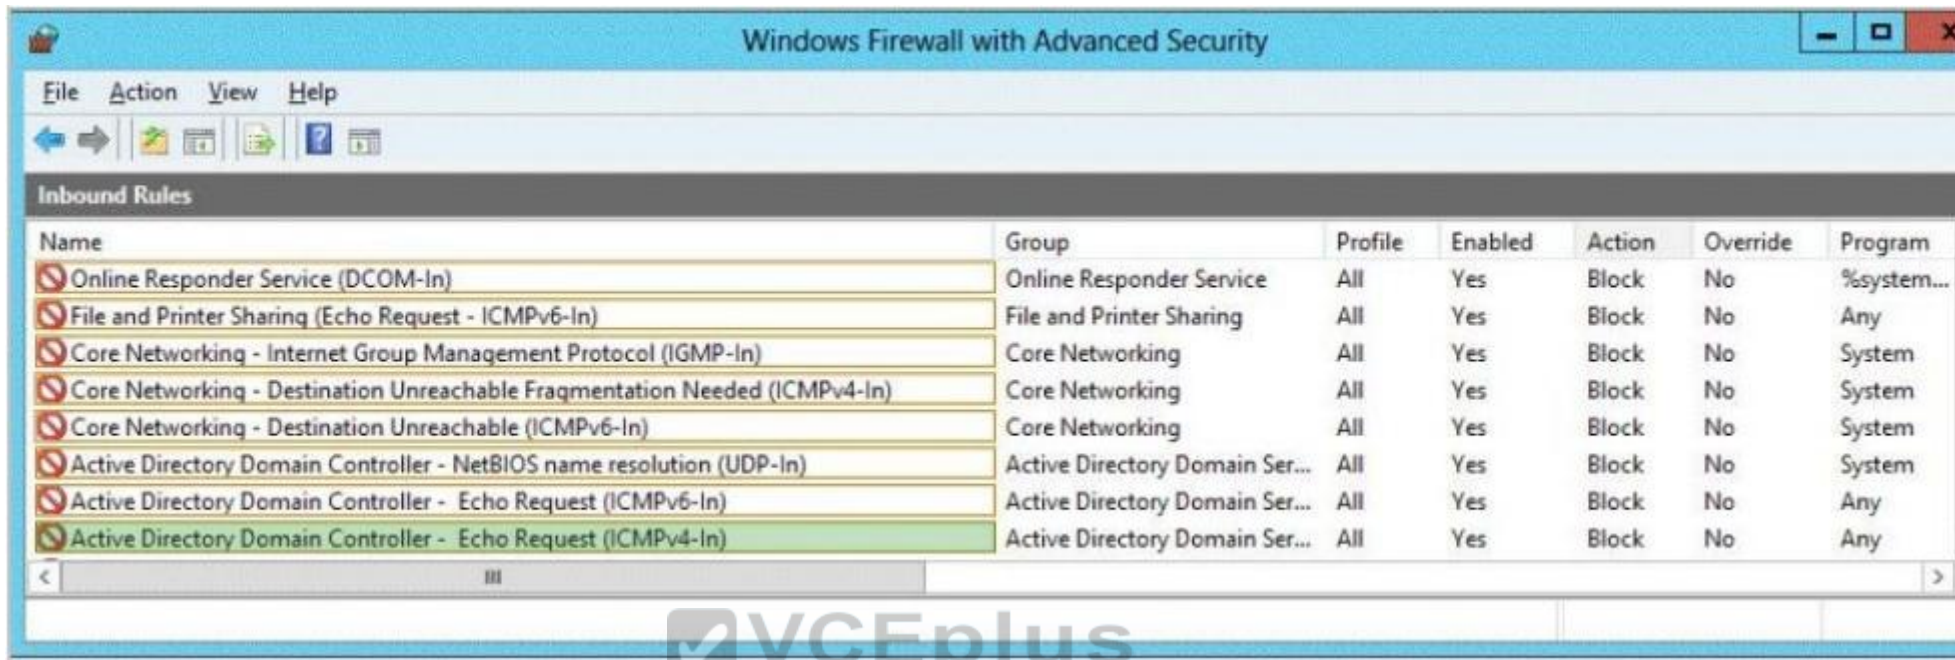 Windows Firewall with Advanced Security
File Action View Help
Inbound Rules
Name Group Profile Enabled Action Override Program
Online Responder Service (DCOM-In) Online Responder Service All Yes Block No %system...
File and Printer Sharing (Echo Request - ICMPv6-In) File and Printer Sharing All Yes Block No Any
Core Networking - Internet Group Management Protocol (IGMP-In) Core Networking All Yes Block No System
Core Networking - Destination Unreachable Fragmentation Needed (ICMPv4-In) Core Networking All Yes Block No System
Core Networking - Destination Unreachable (ICMPv6-In) Core Networking All Yes Block No System
Active Directory Domain Controller - NetBIOS name resolution (UDP-In) Active Directory Domain Ser... All Yes Block No System
Active Directory Domain Controller - Echo Request (ICMPv6-In) Active Directory Domain Ser... All Yes Block No Any
Active Directory Domain Controller - Echo Request (ICMPv4-In) Active Directory Domain Ser... All Yes Block No Any
VCEplus